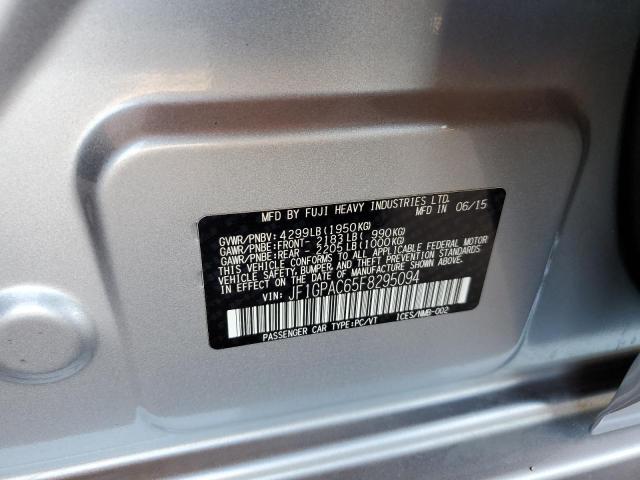 MFD BY FUJI HEAVY INDUSTRIES LTD.
MFD IN 06/15
GVWR/PNBV: 4299LB(1950KG)
GAWR/PNBE:FRONT- 2183LB( 990KG)
GAWR/PNBE:REAR - 2205LB(1000KG)
THIS VEHICLE CONFORMS TO ALL APPLICABLE FEDERAL MOTOR
VEHICLE SAFETY, BUMPER, AND THEFT PREVENTION STANDARDS
IN EFFECT ON THE DATE OF MANUFACTURE SHOWN ABOVE.
VIN: JF1GPAC65F8295094
PASSENGER CAR TYPE:PC/VT ICES/NMB-002